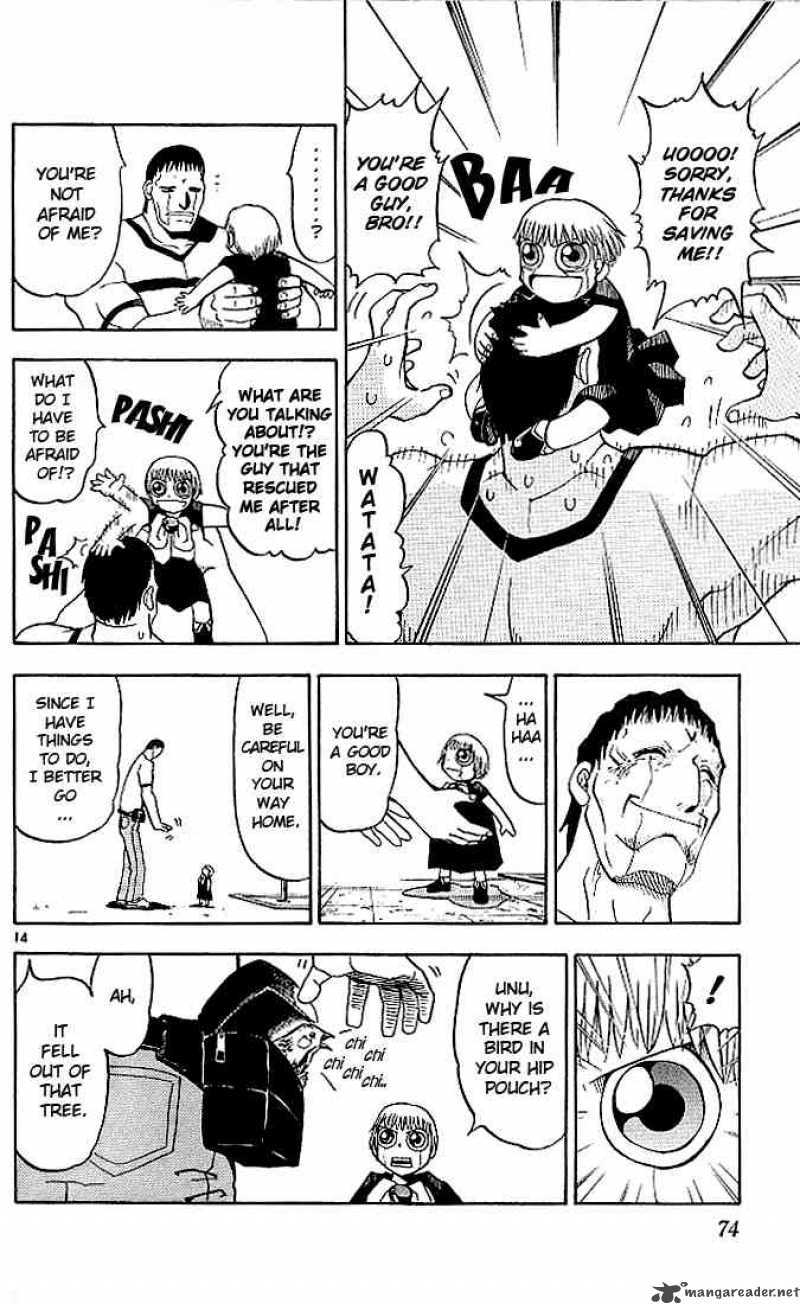 UOOOO!
SORRY,
THANKS
FOR
SAVING
ME!!
YOU'RE
A GOOD
GUY,
BRO!!
BAA
WATATA!
........?
YOU'RE
NOT
AFRAID
OF ME?
WHAT ARE
YOU TALKING
ABOUT!?
YOU'RE THE
GUY THAT
RESCUED
ME AFTER
ALL!
PASHI
WHAT
DO I
HAVE
TO BE
AFRAID
OF!?
PASHI
...
HA
HAA
...
YOU'RE
A GOOD
BOY.
WELL,
BE
CAREFUL
ON
YOUR
WAY
HOME.
SINCE I
HAVE
THINGS
TO DO,
I BETTER
GO
...
14
!
UNU,
WHY IS
THERE A
BIRD IN
YOUR HIP
POUCH?
chi
chi
chi
chi
chi..
AH,
IT
FELL
OUT OF
THAT
TREE.
74
mangareader.net